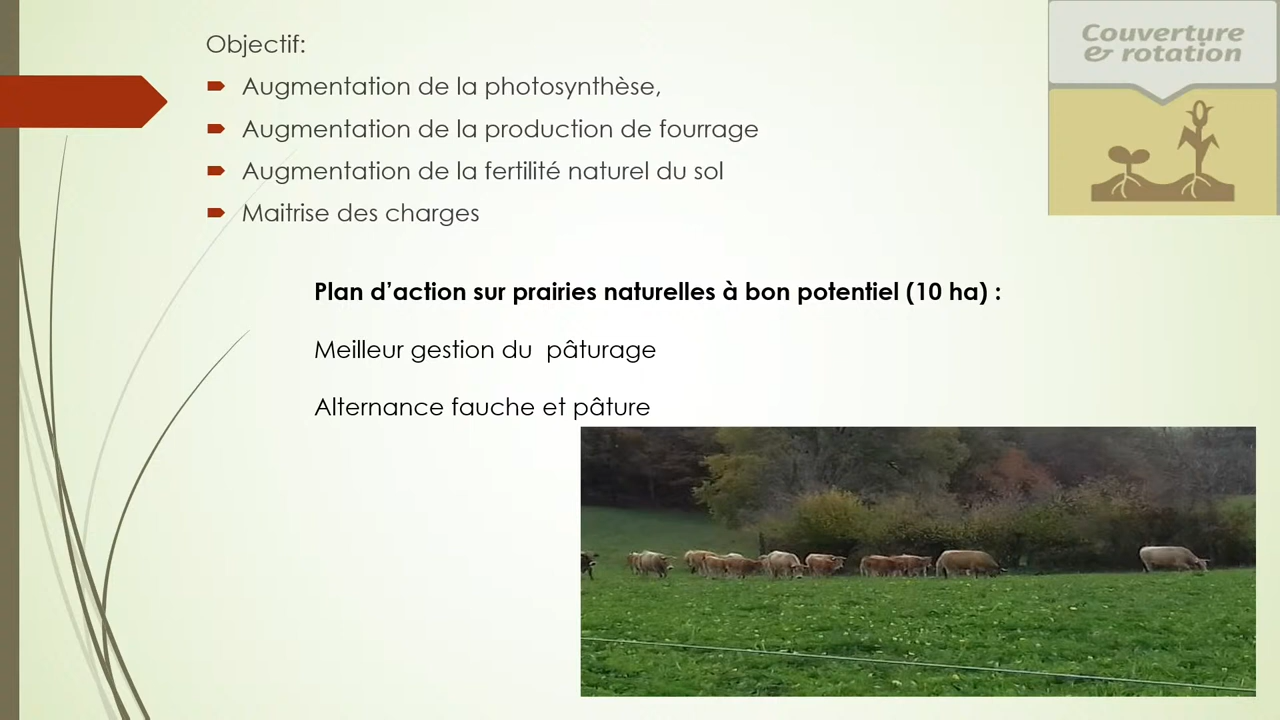 Objectif:
Augmentation de la photosynthèse,
Augmentation de la production de fourrage
Augmentation de la fertilité naturel du sol
Maitrise des charges
Couverture
& rotation
Plan d'action sur prairies naturelles à bon potentiel (10 ha) :
Meilleur gestion du  pâturage
Alternance fauche et pâture